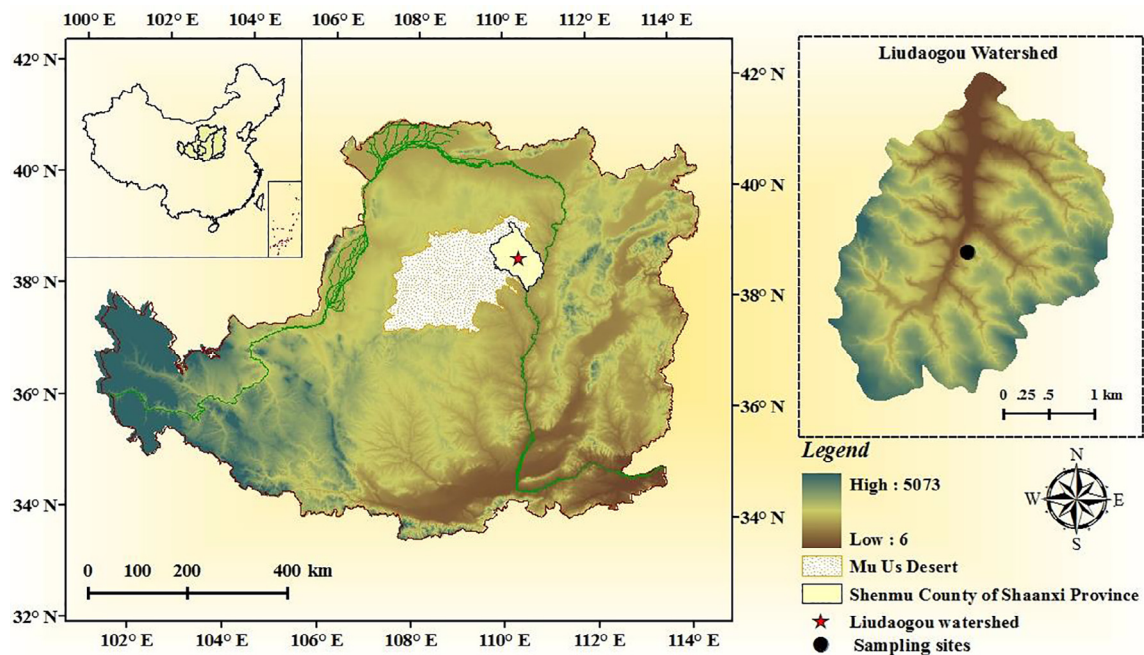 100° E 102° E 104° E 106° E 108° E 110° E 112° E 114° E
42° N
40° N
38° N
36° N
34° N
32° N
42° N
40° N
38° N
36° N
34° N
0 100 200 400 km
102° E 104° E 106° E 108° E 110° E 112° E 114° E
Liudaogou Watershed
0 .25 .5 1 km
Legend
High : 5073
Low : 6
Mu Us Desert
Shenmu County of Shaanxi Province
Liudaogou watershed
Sampling sites
N
W E
S